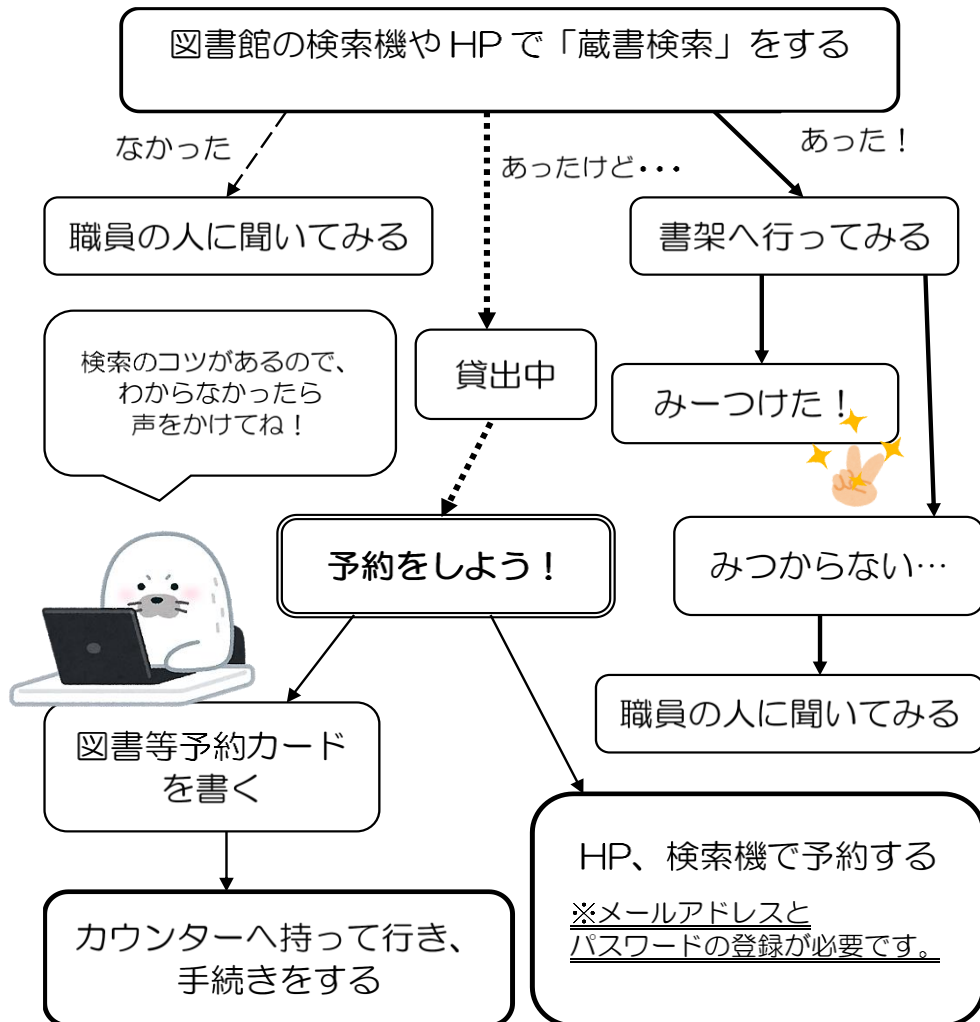 図書館の検索機やHPで「蔵書検索」をする
なかった
あったけど・・・
あった！
職員の人に聞いてみる
書架へ行ってみる
検索のコツがあるので、
わからなかったら
声をかけてね！
貸出中
みーつけた！
予約をしよう！
みつからない…
職員の人に聞いてみる
図書等予約カード
を書く
HP、検索機で予約する
※メールアドレスと
パスワードの登録が必要です。
カウンターへ持って行き、
手続きをする